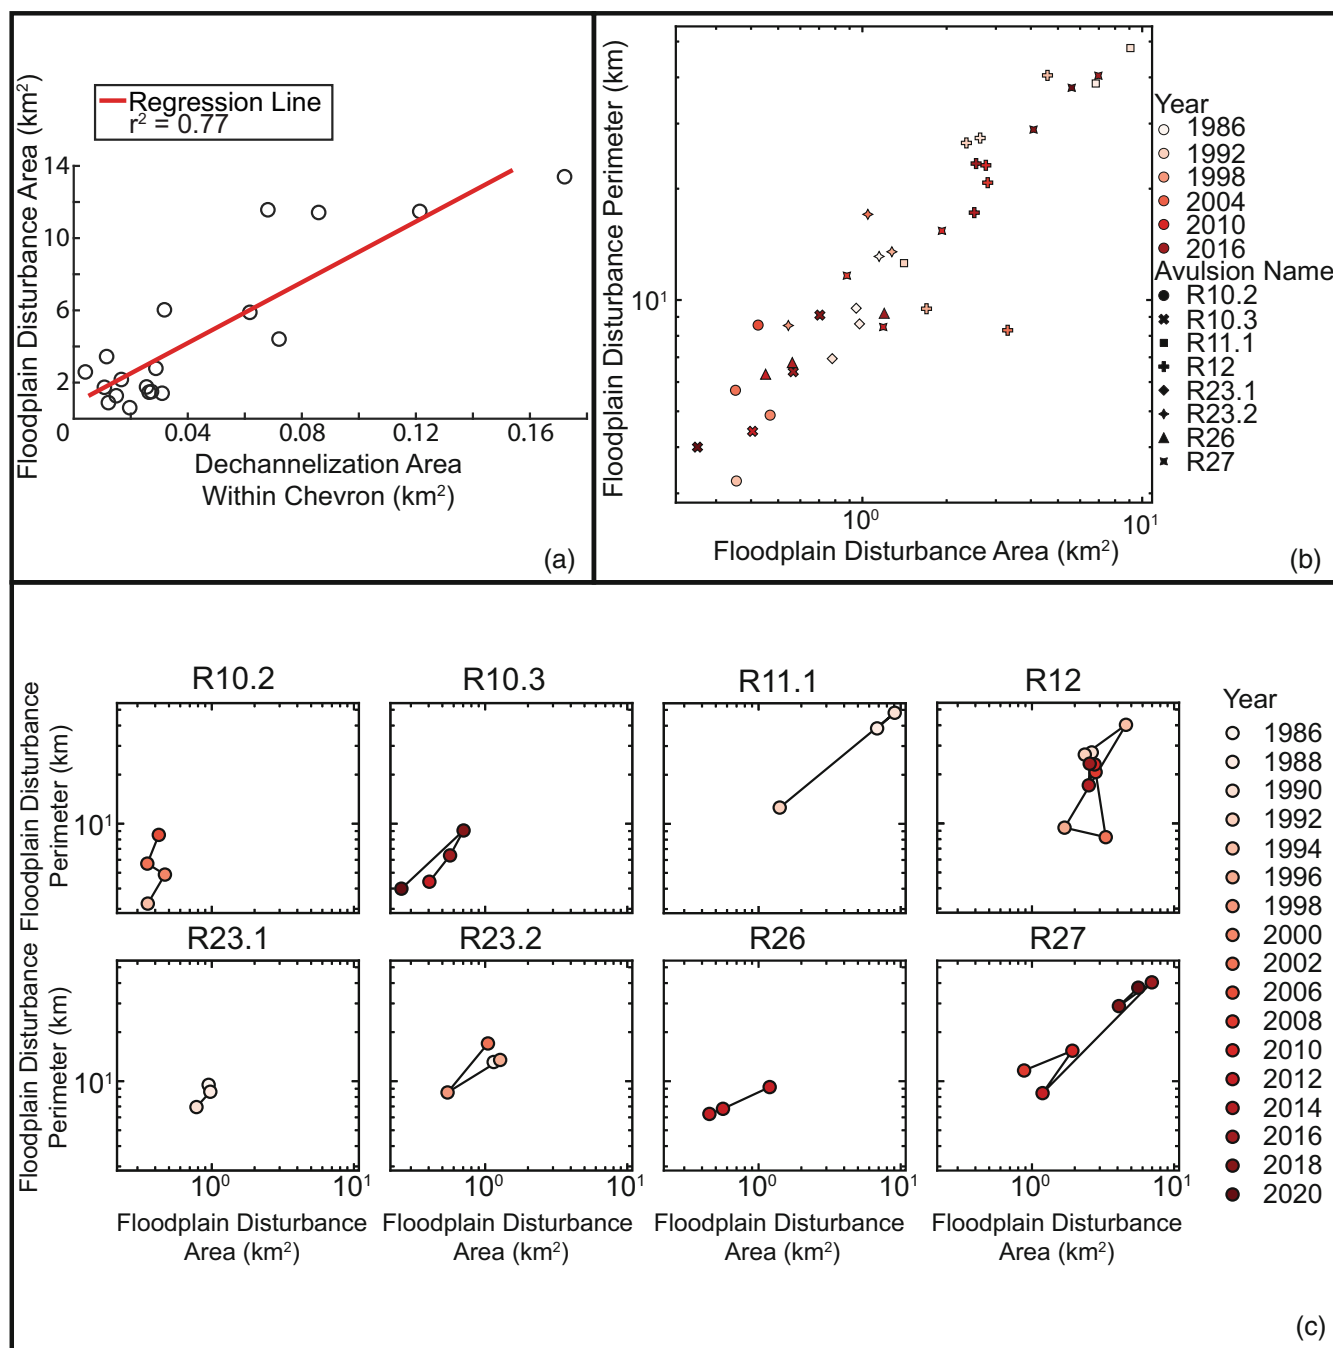 Floodplain Disturbance Area (km²)
Regression Line
r² = 0.77
14
10
6
2
0
0.04
0.08
0.12
0.16
Dechannelization Area
Within Chevron (km²)
(a)
Floodplain Disturbance Perimeter (km)
10¹
10⁰
10¹
Floodplain Disturbance Area (km²)
Year
1986
1992
1998
2004
2010
2016
Avulsion Name
R10.2
R10.3
R11.1
R12
R23.1
R23.2
R26
R27
(b)
R10.2
R10.3
R11.1
R12
Floodplain Disturbance
Perimeter (km)
10¹
R23.1
R23.2
R26
R27
Floodplain Disturbance
Perimeter (km)
10¹
10⁰ 10¹
10⁰ 10¹
10⁰ 10¹
10⁰ 10¹
Floodplain Disturbance
Area (km²)
Floodplain Disturbance
Area (km²)
Floodplain Disturbance
Area (km²)
Floodplain Disturbance
Area (km²)
Year
1986
1988
1990
1992
1994
1996
1998
2000
2002
2006
2008
2010
2012
2014
2016
2018
2020
(c)